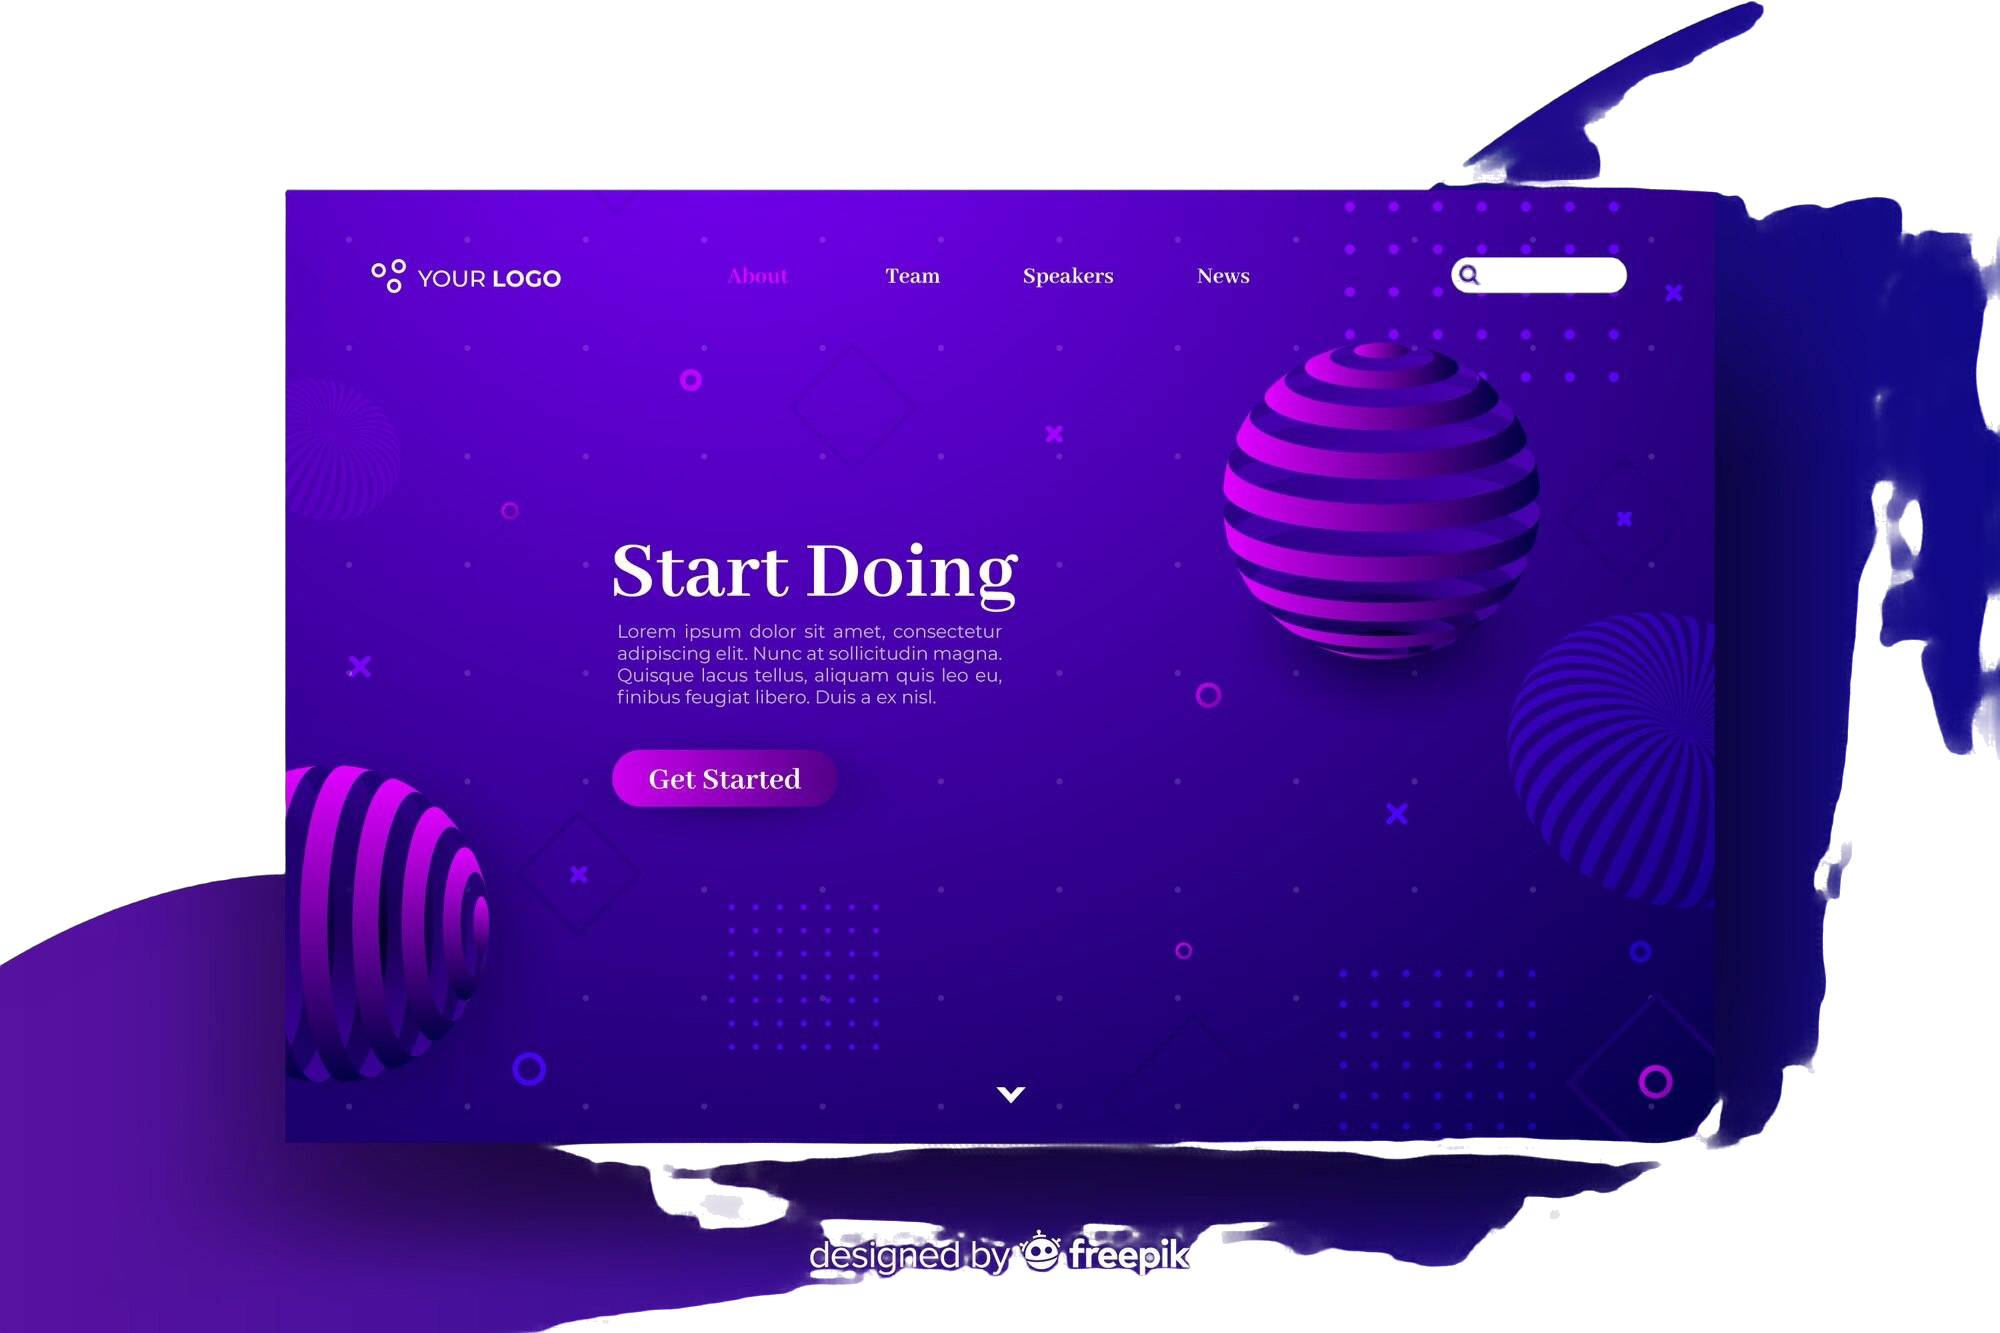 YOUR LOGO
About Team Speakers News
Start Doing
Lorem ipsum dolor sit amet, consectetur
adipiscing elit. Nunc at sollicitudin magna.
Quisque lacus tellus, aliquam quis leo eu,
finibus feugiat libero. Duis a ex nisl.
Get Started
designed by freepik